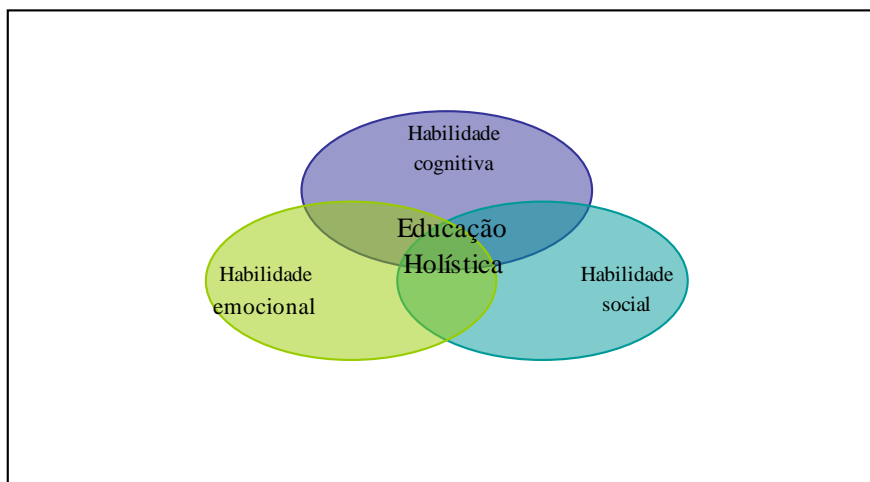 Habilidade
cognitiva
Educação
Holística
Habilidade
emocional
Habilidade
social